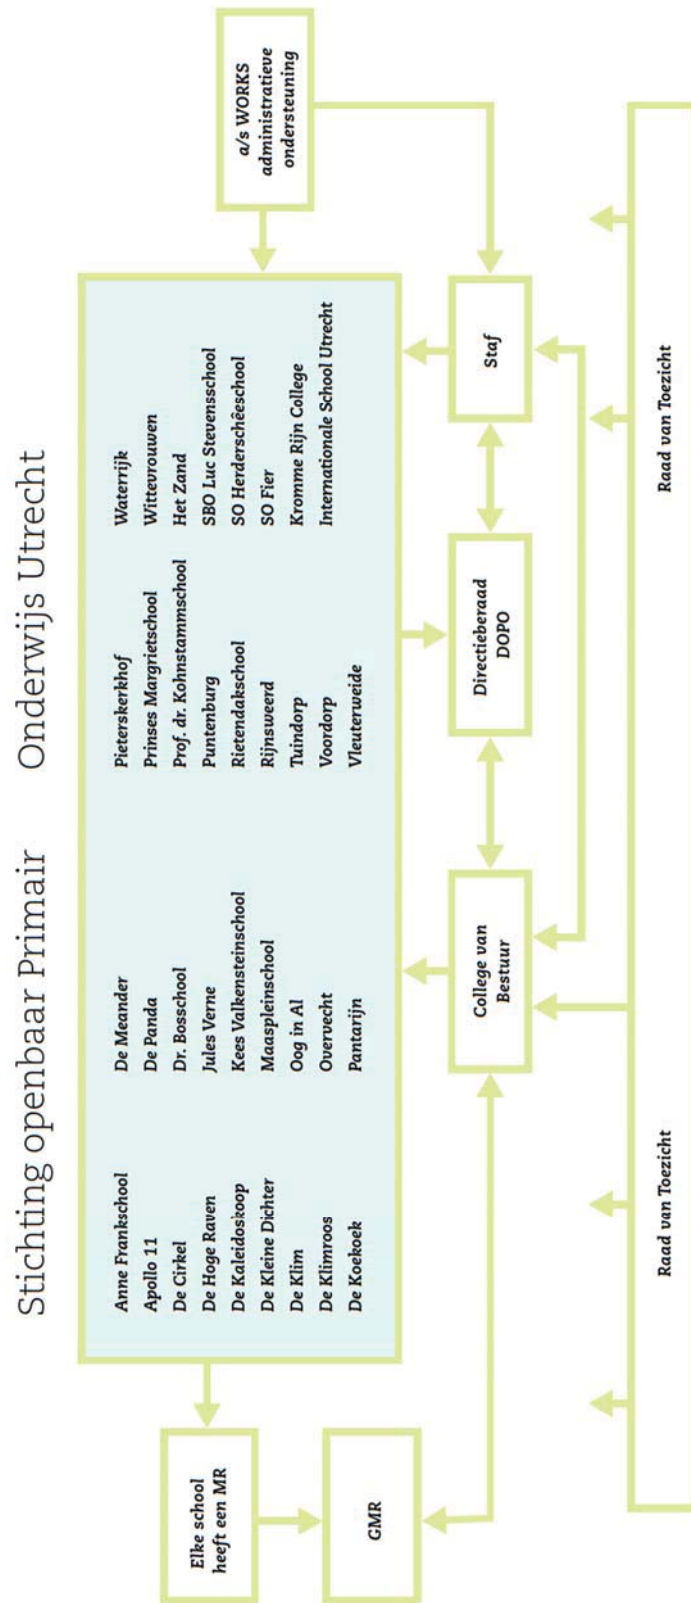 Stichting openbaar Primair Onderwijs Utrecht
Anne Frankschool
Apollo 11
De Cirkel
De Hoge Raven
De Kaleidoskoop
De Kleine Dichter
De Klim
De Klimroos
De Koekoek
De Meander
De Panda
Dr. Bosschool
Jules Verne
Kees Valkensteinschool
Maaspleinschool
Oog in Al
Overvecht
Pantarijn
Pieterskerkhof
Prinses Margrietschool
Prof. dr. Kohnstammschool
Puntenburg
Rietendakschool
Rijnsweerd
Tuindorp
Voordorp
Vleuterweide
Waterrijk
Wittevrouwen
Het Zand
SBO Luc Stevensschool
SO Herderschêeschool
SO Fier
Kromme Rijn College
Internationale School Utrecht
a/s WORKS
administratieve
ondersteuning
Elke school
heeft een MR
GMR
College van
Bestuur
Directieberaad
DOPO
Staf
Raad van Toezicht
Raad van Toezicht